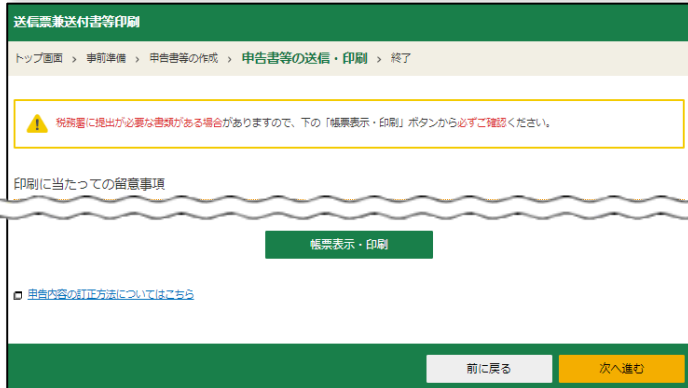 送信票兼送付書等印刷
トップ画面 › 事前準備 › 申告書等の作成 › 申告書等の送信・印刷 › 終了
税務署に提出が必要な書類がある場合がありますので、下の「帳票表示・印刷」ボタンから必ずご確認ください。
印刷に当たっての留意事項
帳票表示・印刷
申告内容の訂正方法についてはこちら
前に戻る
次へ進む